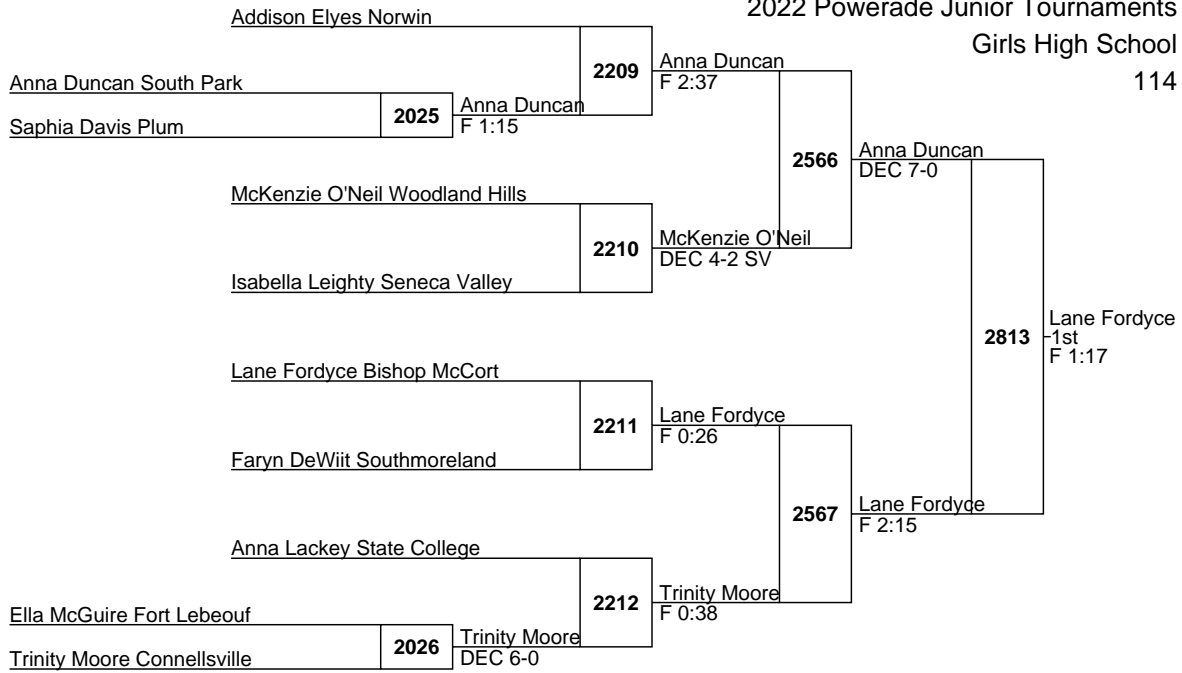 2022 Powerade Junior Tournaments
Girls High School
114
Addison Elyes Norwin
2209
Anna Duncan
F 2:37
Anna Duncan South Park
2025
Anna Duncan
F 1:15
Saphia Davis Plum
2566
Anna Duncan
DEC 7-0
McKenzie O'Neil Woodland Hills
2210
McKenzie O'Neil
DEC 4-2 SV
Isabella Leighty Seneca Valley
2813
Lane Fordyce
1st
F 1:17
Lane Fordyce Bishop McCort
2211
Lane Fordyce
F 0:26
Faryn DeWiit Southmoreland
2567
Lane Fordyce
F 2:15
Anna Lackey State College
2212
Trinity Moore
F 0:38
Ella McGuire Fort Lebeouf
2026
Trinity Moore
DEC 6-0
Trinity Moore Connellsville